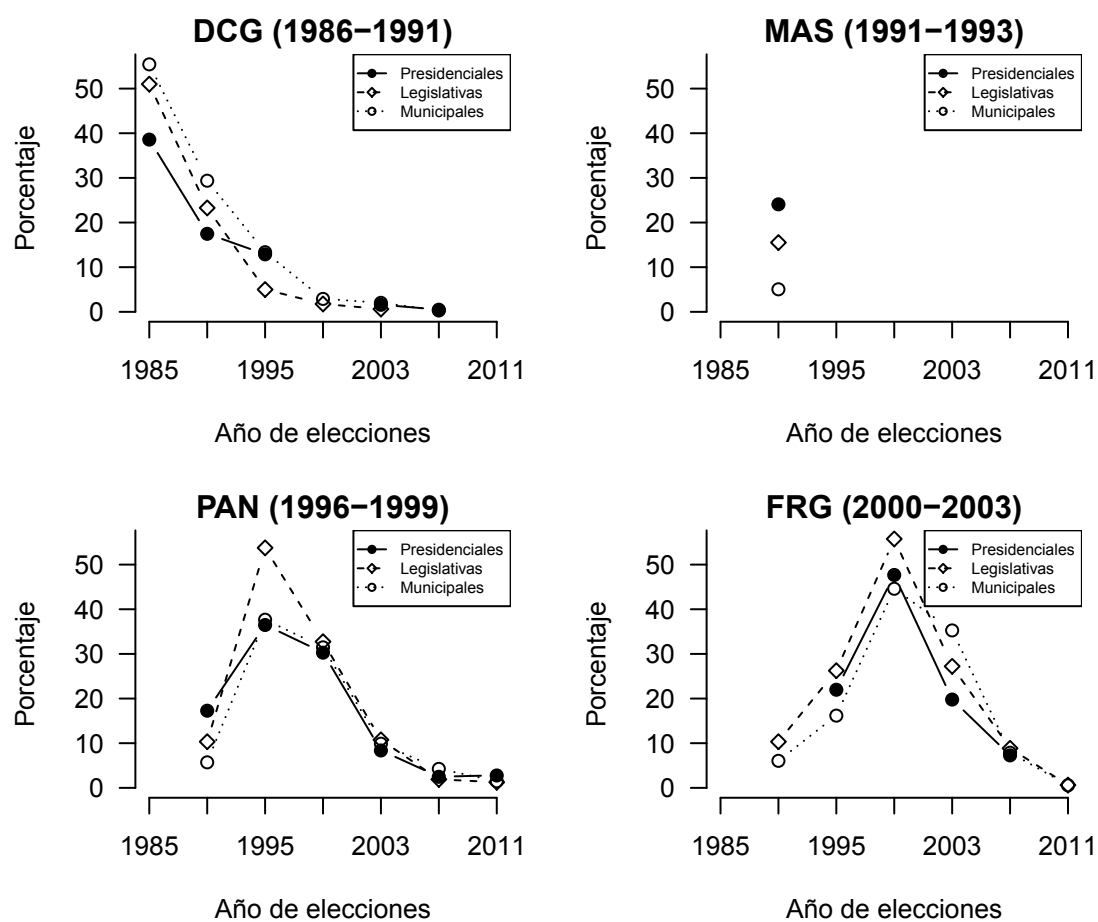 DCG (1986−1991)
Presidenciales
Legislativas
Municipales
Porcentaje
50
40
30
20
10
0
1985 1995 2003 2011
Año de elecciones
MAS (1991−1993)
Presidenciales
Legislativas
Municipales
Porcentaje
50
40
30
20
10
0
1985 1995 2003 2011
Año de elecciones
PAN (1996−1999)
Presidenciales
Legislativas
Municipales
Porcentaje
50
40
30
20
10
0
1985 1995 2003 2011
Año de elecciones
FRG (2000−2003)
Presidenciales
Legislativas
Municipales
Porcentaje
50
40
30
20
10
0
1985 1995 2003 2011
Año de elecciones